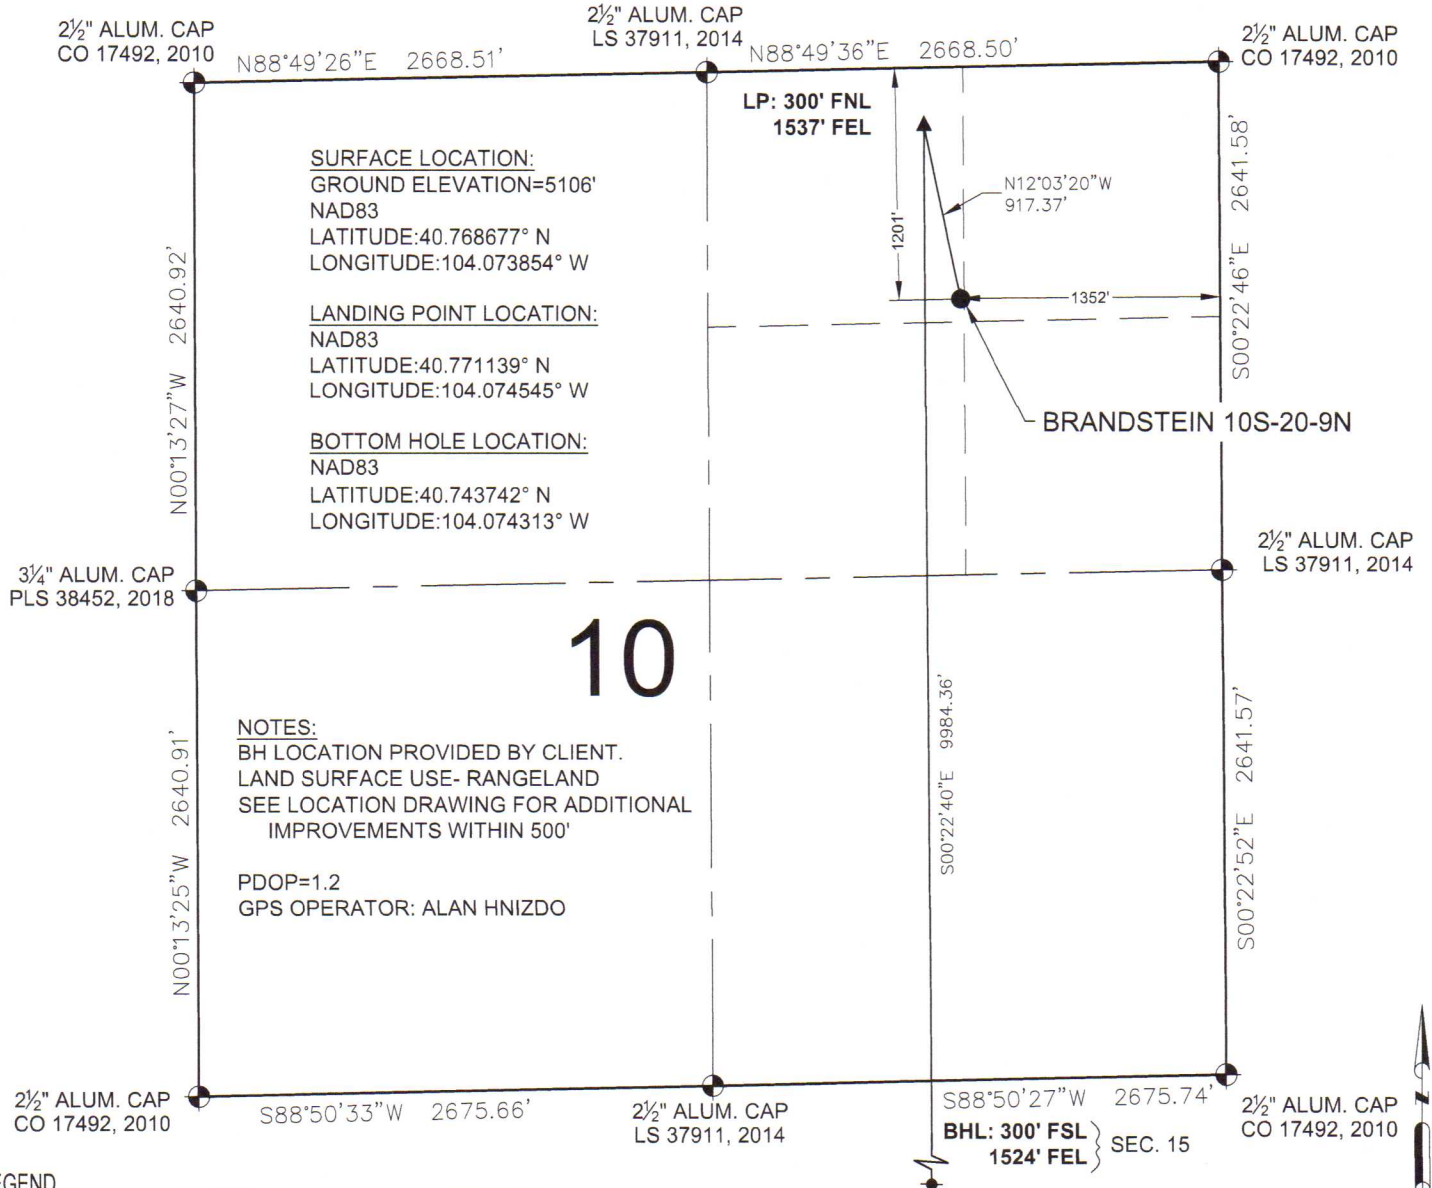 2½" ALUM. CAP
CO 17492, 2010
N88°49'26"E 2668.51'
2½" ALUM. CAP
LS 37911, 2014
N88°49'36"E 2668.50'
2½" ALUM. CAP
CO 17492, 2010
LP: 300' FNL
1537' FEL
SURFACE LOCATION:
GROUND ELEVATION=5106'
NAD83
LATITUDE:40.768677° N
LONGITUDE:104.073854° W
LANDING POINT LOCATION:
NAD83
LATITUDE:40.771139° N
LONGITUDE:104.074545° W
BOTTOM HOLE LOCATION:
NAD83
LATITUDE:40.743742° N
LONGITUDE:104.074313° W
N00°13'27"W 2640.92'
1201'
N12°03'20"W
917.37'
1352'
S00°22'46"E 2641.58'
BRANDSTEIN 10S-20-9N
3¼" ALUM. CAP
PLS 38452, 2018
2½" ALUM. CAP
LS 37911, 2014
10
NOTES:
BH LOCATION PROVIDED BY CLIENT.
LAND SURFACE USE- RANGELAND
SEE LOCATION DRAWING FOR ADDITIONAL
IMPROVEMENTS WITHIN 500'
PDOP=1.2
GPS OPERATOR: ALAN HNIZDO
N00°13'25"W 2640.91'
S00°22'40"E 9984.36'
S00°22'52"E 2641.57'
2½" ALUM. CAP
CO 17492, 2010
S88°50'33"W 2675.66'
2½" ALUM. CAP
LS 37911, 2014
S88°50'27"W 2675.74'
2½" ALUM. CAP
CO 17492, 2010
BHL: 300' FSL
1524' FEL
SEC. 15